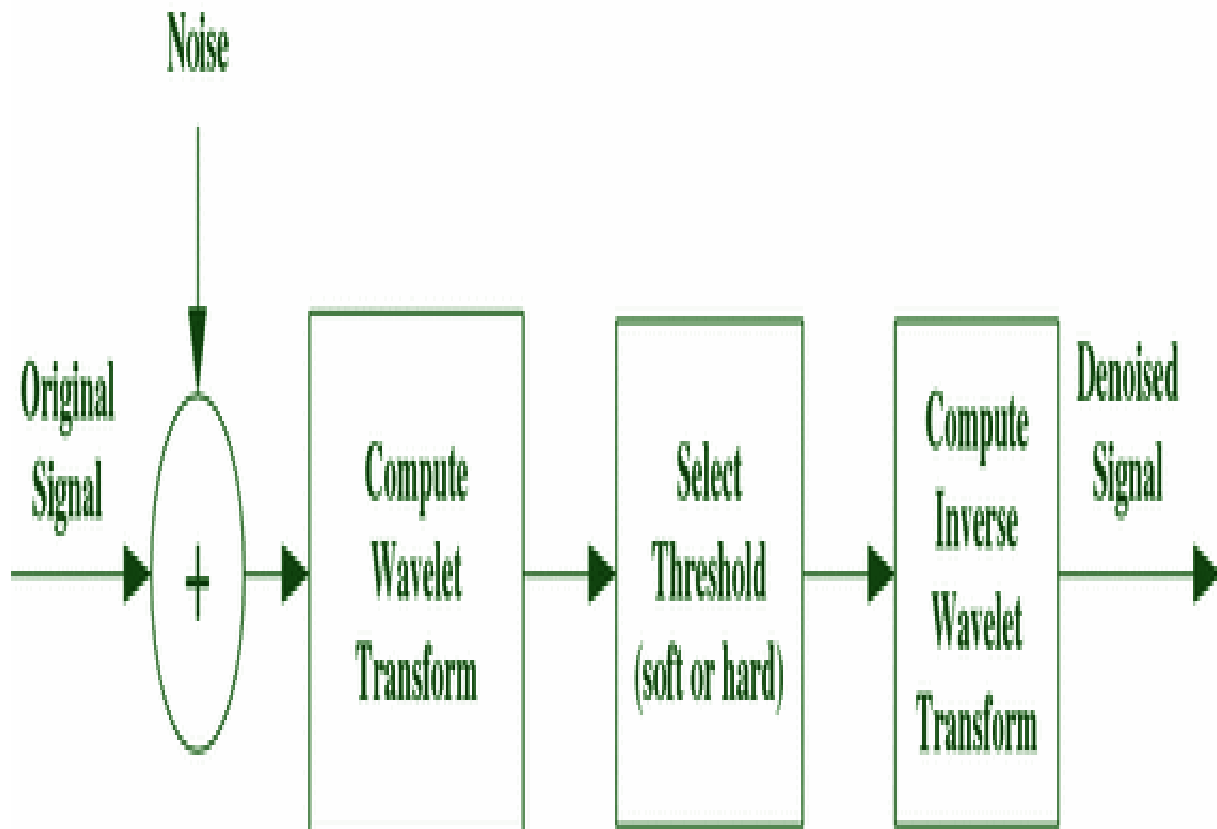 Noise
Original
Signal
+
Compute
Wavelet
Transform
Select
Threshold
(soft or hard)
Compute
Inverse
Wavelet
Transform
Denoised
Signal